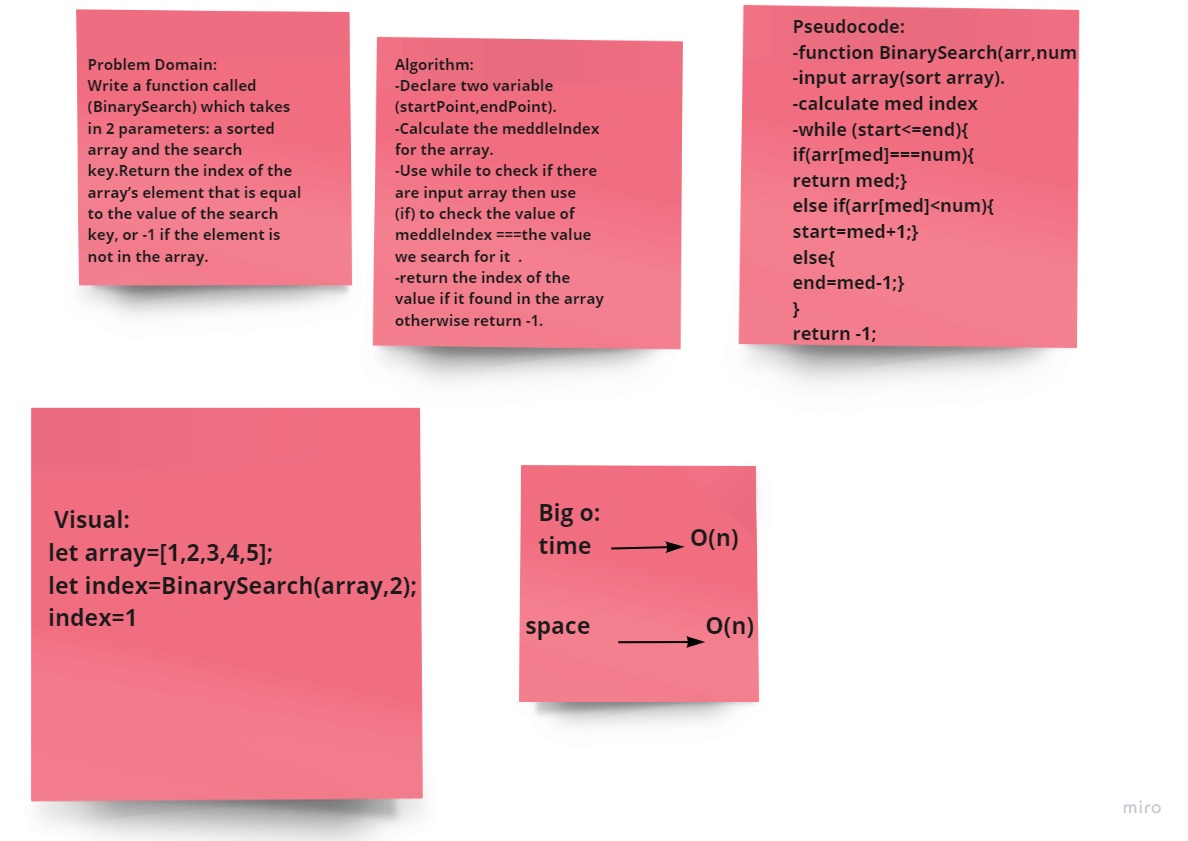 Problem Domain:
Write a function called
(BinarySearch) which takes
in 2 parameters: a sorted
array and the search
key.Return the index of the
array’s element that is equal
to the value of the search
key, or -1 if the element is
not in the array.
Algorithm:
-Declare two variable
(startPoint,endPoint).
-Calculate the meddleIndex
for the array.
-Use while to check if there
are input array then use
(if) to check the value of
meddleIndex ===the value
we search for it  .
-return the index of the
value if it found in the array
otherwise return -1.
Pseudocode:
-function BinarySearch(arr,num
-input array(sort array).
-calculate med index
-while (start<=end){
if(arr[med]===num){
return med;}
else if(arr[med]<num){
start=med+1;}
else{
end=med-1;}
}
return -1;
Visual:
let array=[1,2,3,4,5];
let index=BinarySearch(array,2);
index=1
Big o:
time O(n)
space O(n)
miro